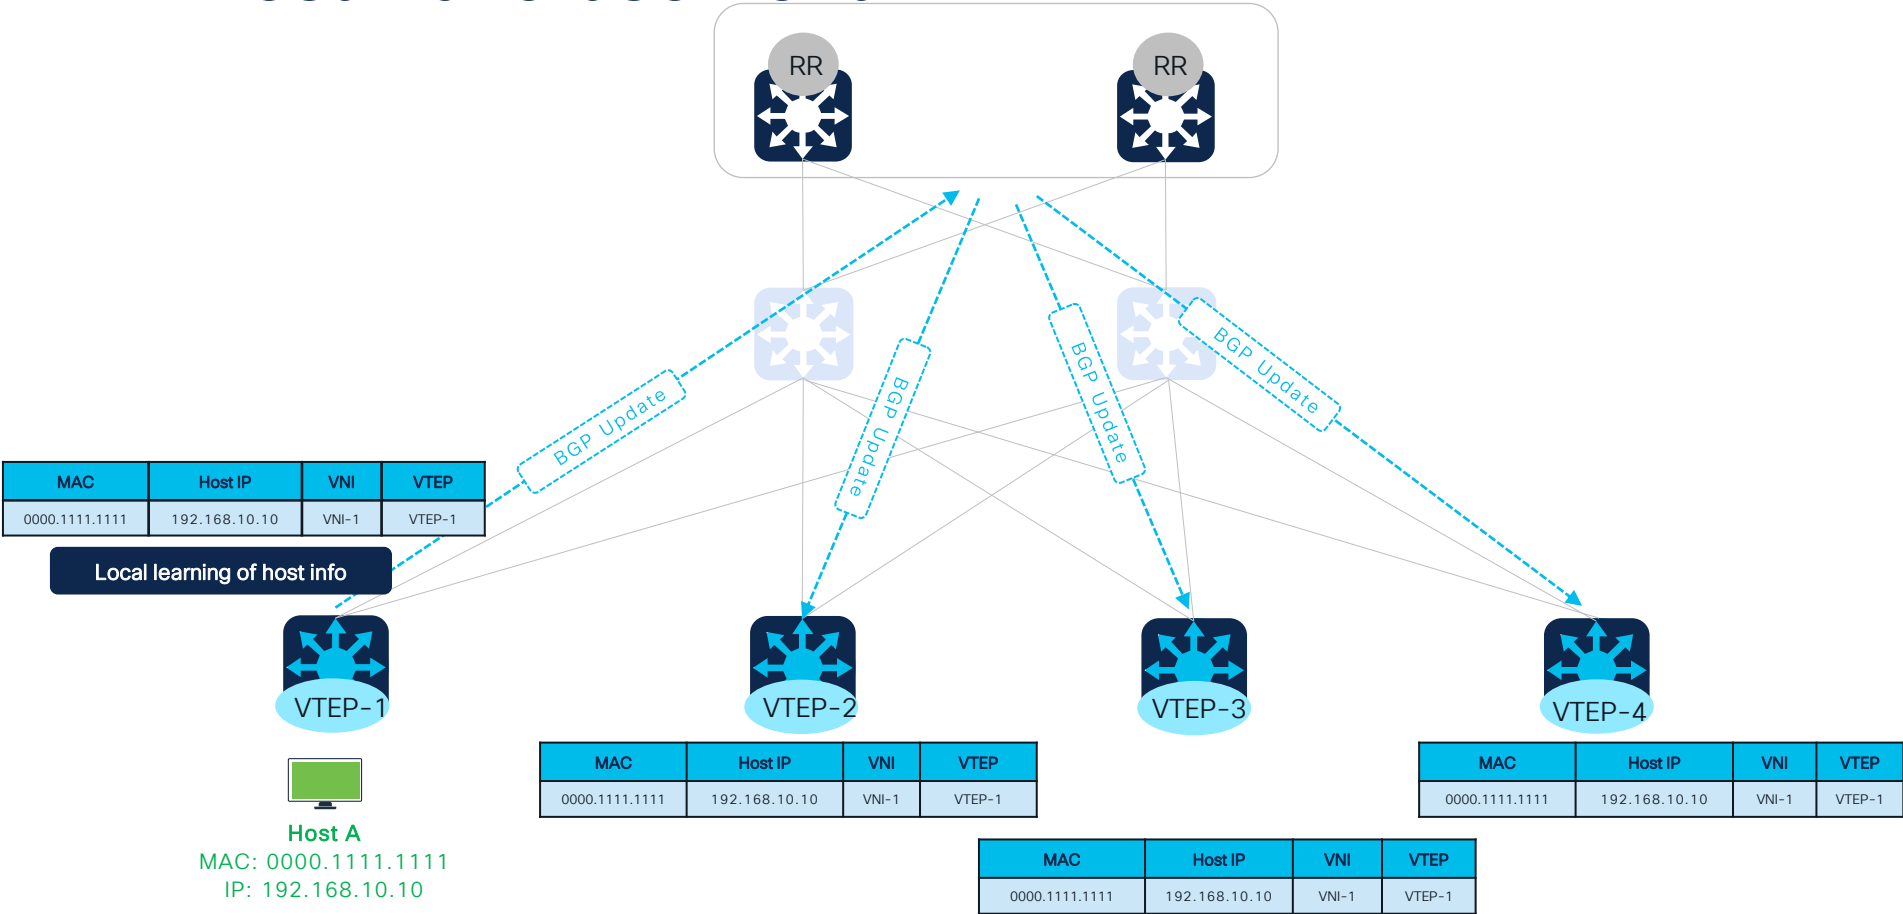 RR
RR
BGP Update
BGP Update
BGP Update
BGP Update
MAC Host IP VNI VTEP
0000.1111.1111 192.168.10.10 VNI-1 VTEP-1
Local learning of host info
VTEP-1
VTEP-2
VTEP-3
VTEP-4
MAC Host IP VNI VTEP
0000.1111.1111 192.168.10.10 VNI-1 VTEP-1
MAC Host IP VNI VTEP
0000.1111.1111 192.168.10.10 VNI-1 VTEP-1
Host A
MAC: 0000.1111.1111
IP: 192.168.10.10
MAC Host IP VNI VTEP
0000.1111.1111 192.168.10.10 VNI-1 VTEP-1